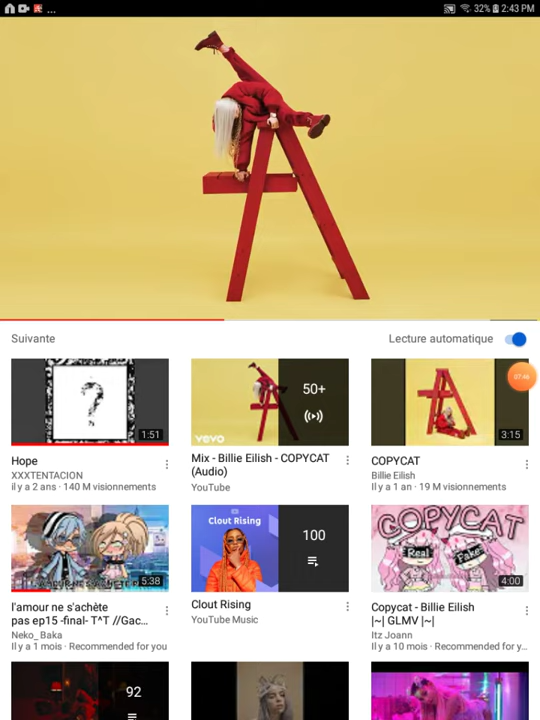 ... 32% 2:43 PM
Suivante
Lecture automatique
07:46
1:51
50+
vevo
3:15
Hope
XXXTENTACION
il y a 2 ans · 140 M visionnements
Mix - Billie Eilish - COPYCAT
(Audio)
YouTube
COPYCAT
Billie Eilish
Il y a 1 an · 19 M visionnements
5:38
Clout Rising
100
COPYCAT
Real
Fake
4:00
l'amour ne s'achète
pas ep15 -final- T^T //Gac...
Neko_Baka
Il y a 1 mois · Recommended for you
Clout Rising
YouTube Music
Copycat - Billie Eilish
|~| GLMV |~|
Itz Joann
Il y a 10 mois · Recommended for y...
92